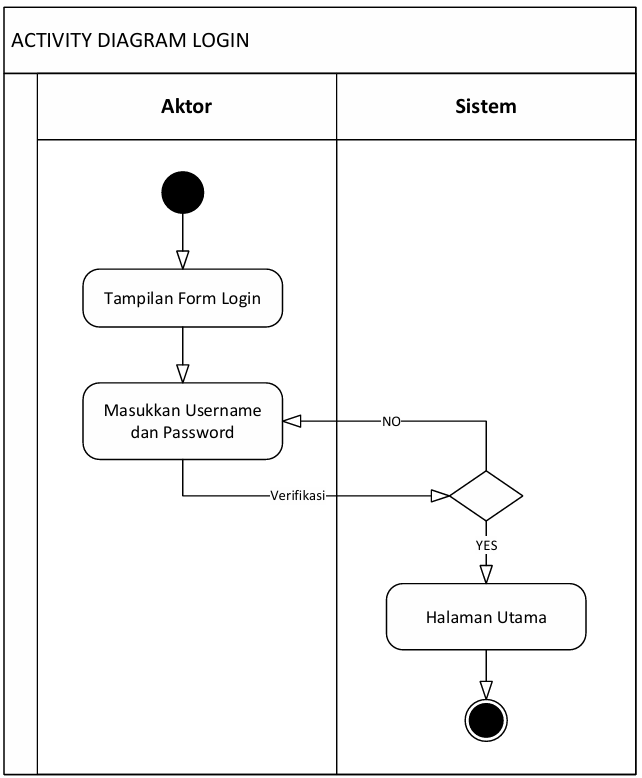 ACTIVITY DIAGRAM LOGIN
Aktor
Sistem
Tampilan Form Login
Masukkan Username
dan Password
NO
Verifikasi
YES
Halaman Utama